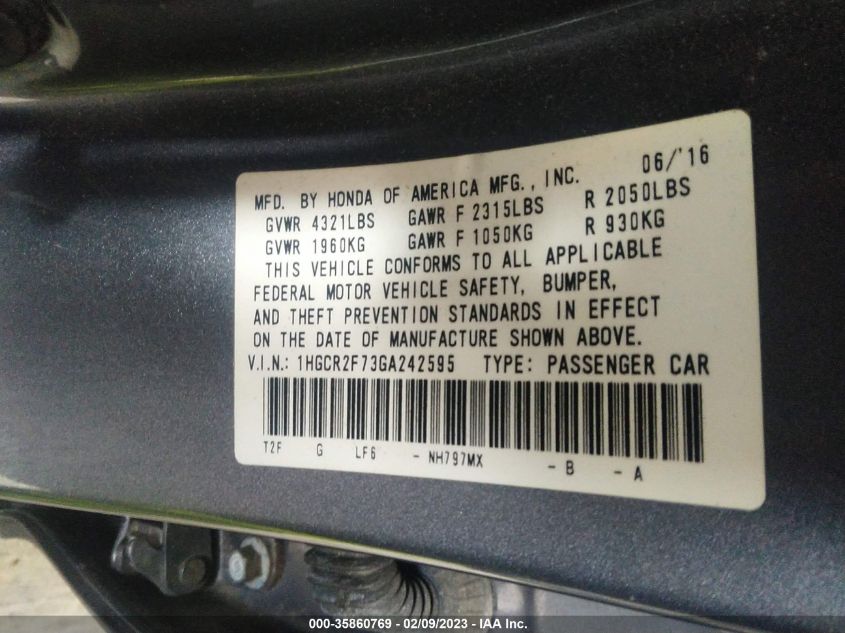 MFD. BY HONDA OF AMERICA MFG., INC. 06/'16
GVWR 4321LBS GAWR F 2315LBS R 2050LBS
GVWR 1960KG GAWR F 1050KG R 930KG
THIS VEHICLE CONFORMS TO ALL APPLICABLE
FEDERAL MOTOR VEHICLE SAFETY, BUMPER,
AND THEFT PREVENTION STANDARDS IN EFFECT
ON THE DATE OF MANUFACTURE SHOWN ABOVE.
V.I.N.: 1HGCR2F73GA242595 TYPE: PASSENGER CAR
T2F G LF6 - NH797MX - B - A
000-35860769 - 02/09/2023 - IAA Inc.